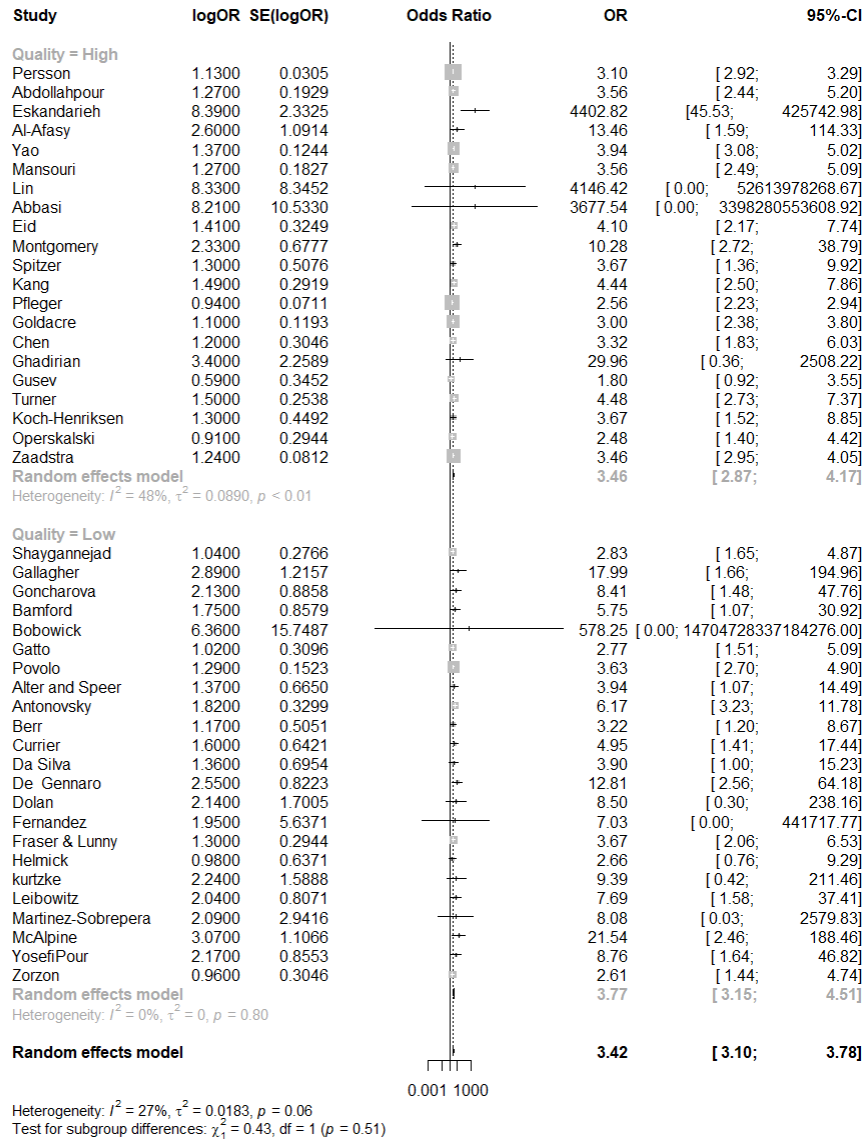 Study logOR SE(logOR) Odds Ratio OR 95%-CI
Quality = High
Persson 1.1300 0.0305 3.10 [ 2.92; 3.29]
Abdollahpour 1.2700 0.1929 3.56 [ 2.44; 5.20]
Eskandarieh 8.3900 2.3325 4402.82 [45.53; 425742.98]
Al-Afasy 2.6000 1.0914 13.46 [ 1.59; 114.33]
Yao 1.3700 0.1244 3.94 [ 3.08; 5.02]
Mansouri 1.2700 0.1827 3.56 [ 2.49; 5.09]
Lin 8.3300 8.3452 4146.42 [ 0.00; 52613978268.67]
Abbasi 8.2100 10.5330 3677.54 [ 0.00; 3398280553608.92]
Eid 1.4100 0.3249 4.10 [ 2.17; 7.74]
Montgomery 2.3300 0.6777 10.28 [ 2.72; 38.79]
Spitzer 1.3000 0.5076 3.67 [ 1.36; 9.92]
Kang 1.4900 0.2919 4.44 [ 2.50; 7.86]
Pfleger 0.9400 0.0711 2.56 [ 2.23; 2.94]
Goldacre 1.1000 0.1193 3.00 [ 2.38; 3.80]
Chen 1.2000 0.3046 3.32 [ 1.83; 6.03]
Ghadirian 3.4000 2.2589 29.96 [ 0.36; 2508.22]
Gusev 0.5900 0.3452 1.80 [ 0.92; 3.55]
Turner 1.5000 0.2538 4.48 [ 2.73; 7.37]
Koch-Henriksen 1.3000 0.4492 3.67 [ 1.52; 8.85]
Operskalski 0.9100 0.2944 2.48 [ 1.40; 4.42]
Zaadstra 1.2400 0.0812 3.46 [ 2.95; 4.05]
Random effects model 3.46 [ 2.87; 4.17]
Heterogeneity: I² = 48%, τ² = 0.0890, p < 0.01
Quality = Low
Shaygannejad 1.0400 0.2766 2.83 [ 1.65; 4.87]
Gallagher 2.8900 1.2157 17.99 [ 1.66; 194.96]
Goncharova 2.1300 0.8858 8.41 [ 1.48; 47.76]
Bamford 1.7500 0.8579 5.75 [ 1.07; 30.92]
Bobowick 6.3600 15.7487 578.25 [ 0.00; 14704728337184276.00]
Gatto 1.0200 0.3096 2.77 [ 1.51; 5.09]
Povolo 1.2900 0.1523 3.63 [ 2.70; 4.90]
Alter and Speer 1.3700 0.6650 3.94 [ 1.07; 14.49]
Antonovsky 1.8200 0.3299 6.17 [ 3.23; 11.78]
Berr 1.1700 0.5051 3.22 [ 1.20; 8.67]
Currier 1.6000 0.6421 4.95 [ 1.41; 17.44]
Da Silva 1.3600 0.6954 3.90 [ 1.00; 15.23]
De Gennaro 2.5500 0.8223 12.81 [ 2.56; 64.18]
Dolan 2.1400 1.7005 8.50 [ 0.30; 238.16]
Fernandez 1.9500 5.6371 7.03 [ 0.00; 441717.77]
Fraser & Lunny 1.3000 0.2944 3.67 [ 2.06; 6.53]
Helmick 0.9800 0.6371 2.66 [ 0.76; 9.29]
kurtzke 2.2400 1.5888 9.39 [ 0.42; 211.46]
Leibowitz 2.0400 0.8071 7.69 [ 1.58; 37.41]
Martinez-Sobrepera 2.0900 2.9416 8.08 [ 0.03; 2579.83]
McAlpine 3.0700 1.1066 21.54 [ 2.46; 188.46]
YosefiPour 2.1700 0.8553 8.76 [ 1.64; 46.82]
Zorzon 0.9600 0.3046 2.61 [ 1.44; 4.74]
Random effects model 3.77 [ 3.15; 4.51]
Heterogeneity: I² = 0%, τ² = 0, p = 0.80
Random effects model 3.42 [ 3.10; 3.78]
0.001 1000
Heterogeneity: I² = 27%, τ² = 0.0183, p = 0.06
Test for subgroup differences: χ²₁ = 0.43, df = 1 (p = 0.51)